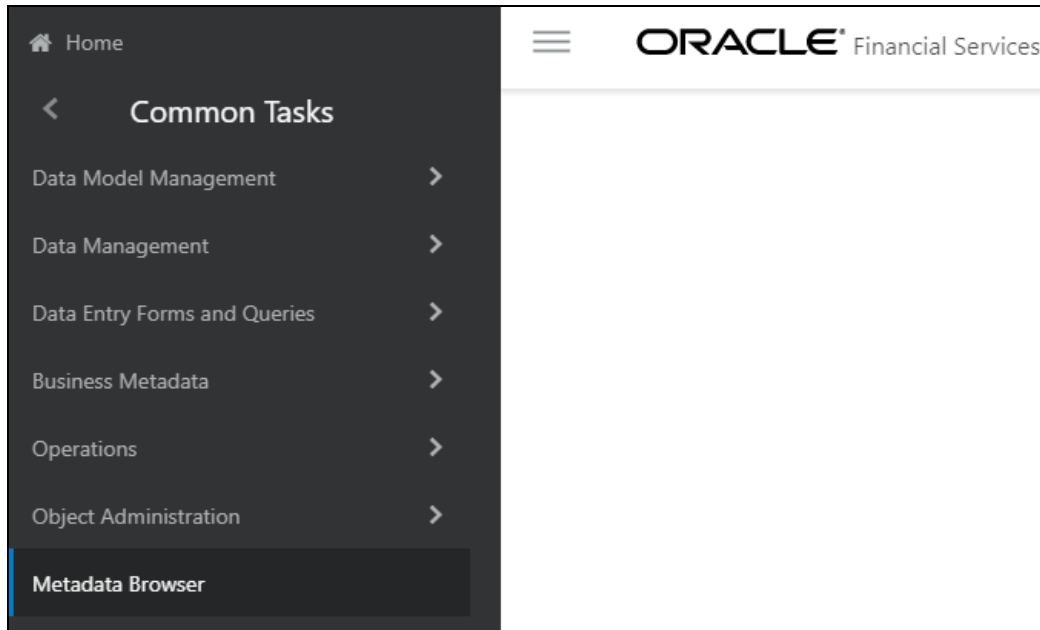 Home
ORACLE® Financial Services
Common Tasks
Data Model Management
Data Management
Data Entry Forms and Queries
Business Metadata
Operations
Object Administration
Metadata Browser